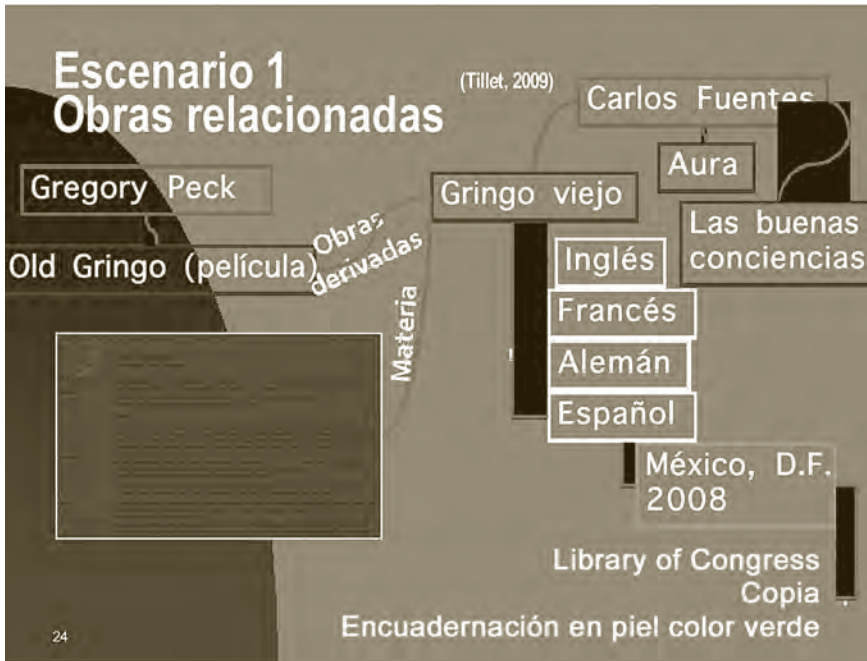 Escenario 1
Obras relacionadas
(Tillet, 2009)
Carlos Fuentes
Aura
Las buenas
conciencias
Gregory Peck
Gringo viejo
Old Gringo (película)
Obras
derivadas
Materia
Inglés
Francés
Alemán
Español
México, D.F.
2008
Library of Congress
Copia
Encuadernación en piel color verde
24